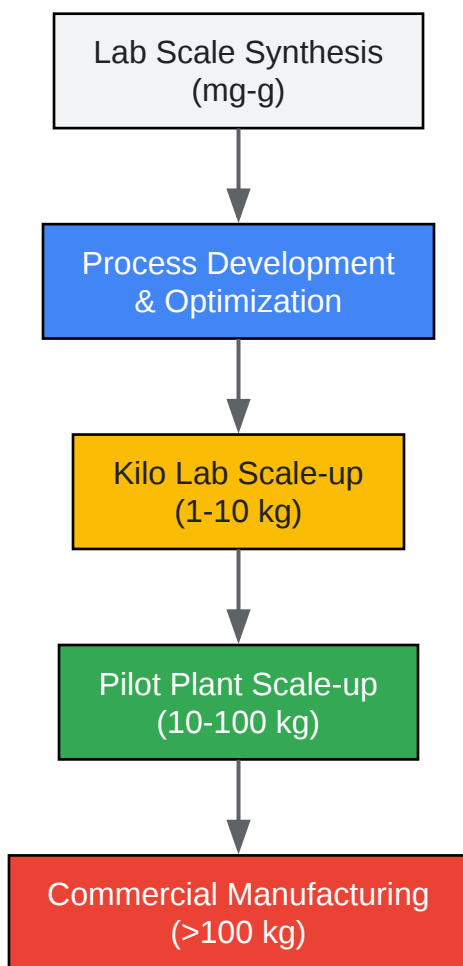 Lab Scale Synthesis
(mg-g)
Process Development
& Optimization
Kilo Lab Scale-up
(1-10 kg)
Pilot Plant Scale-up
(10-100 kg)
Commercial Manufacturing
(>100 kg)